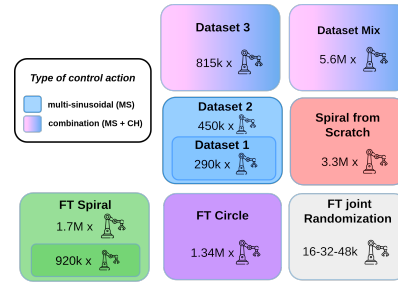 Dataset 3
815k x
Dataset Mix
5.6M x
Type of control action
multi-sinusoidal (MS)
combination (MS + CH)
Dataset 2
450k x
Dataset 1
290k x
Spiral from
Scratch
3.3M x
FT Spiral
1.7M x
920k x
FT Circle
1.34M x
FT joint
Randomization
16-32-48k